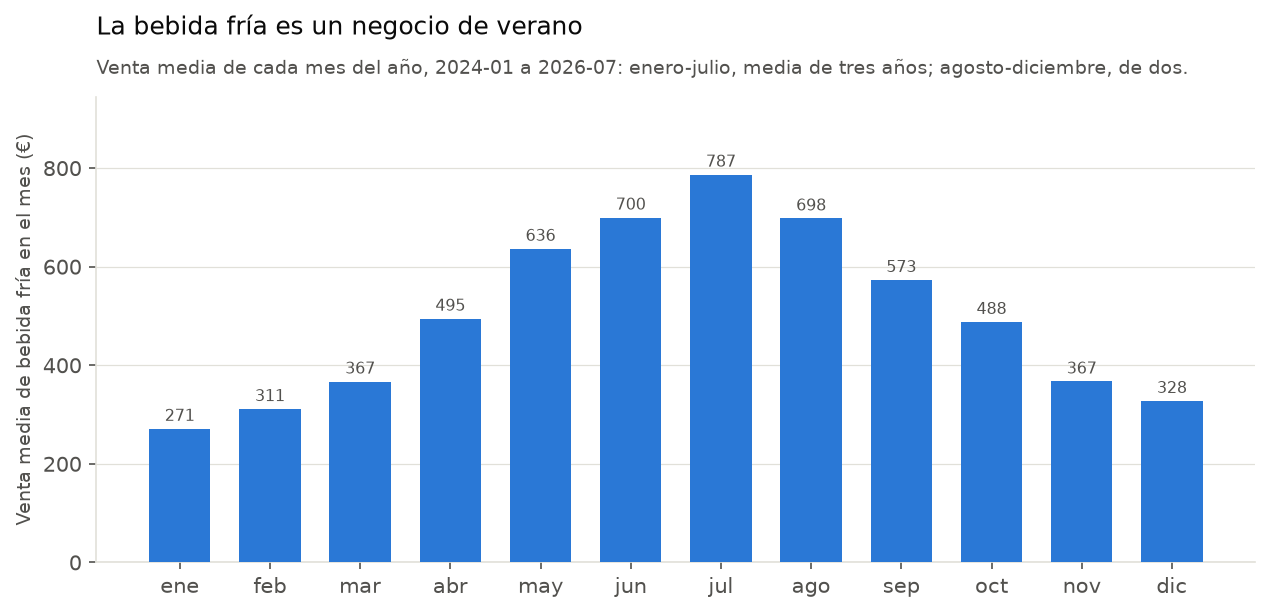 La bebida fría es un negocio de verano
Venta media de cada mes del año, 2024-01 a 2026-07: enero-julio, media de tres años; agosto-diciembre, de dos.
Venta media de bebida fría en el mes (€)
800
600
400
200
0
271
311
367
495
636
700
787
698
573
488
367
328
ene
feb
mar
abr
may
jun
jul
ago
sep
oct
nov
dic